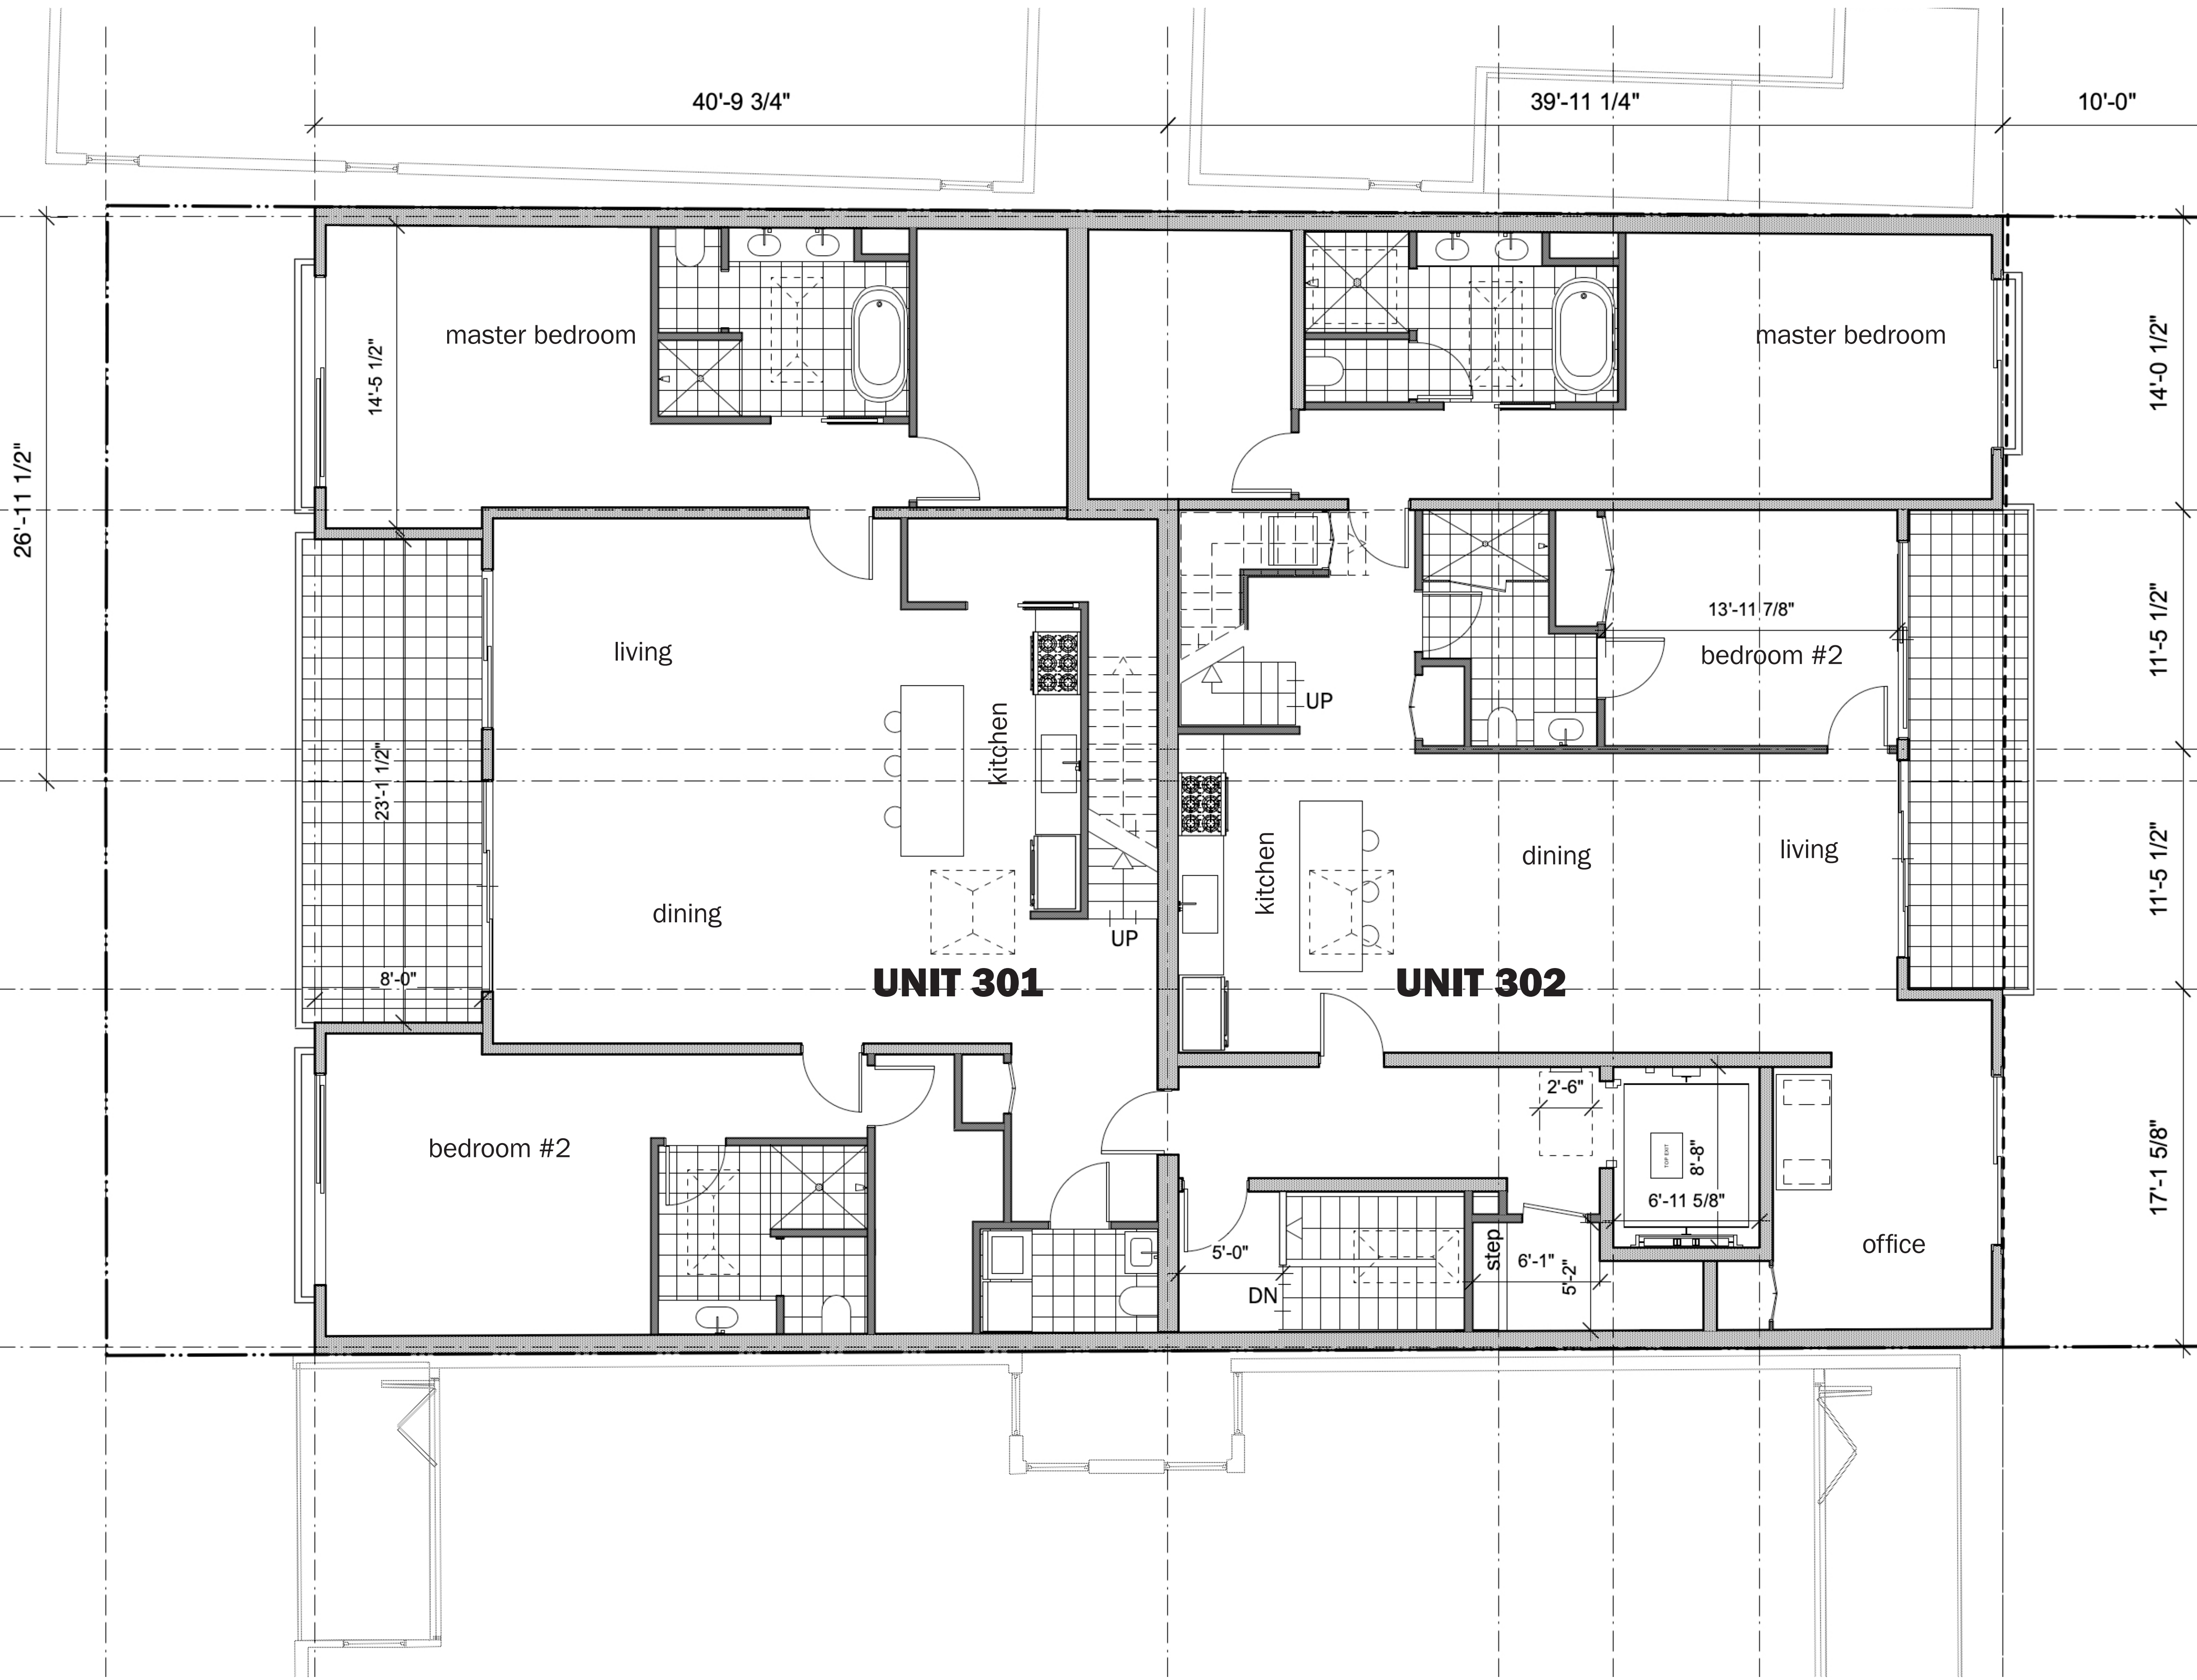 40'-9 3/4"
39'-11 1/4"
10'-0"
master bedroom
master bedroom
14'-5 1/2"
14'-0 1/2"
26'-11 1/2"
living
13'-11 7/8"
bedroom #2
11'-5 1/2"
UP
kitchen
23'-1 1/2"
kitchen
dining
living
11'-5 1/2"
dining
UP
8'-0"
UNIT 301
UNIT 302
2'-6"
bedroom #2
TOP EXIT
8'-8"
6'-11 5/8"
17'-1 5/8"
5'-0"
step
6'-1"
5'-2"
office
DN